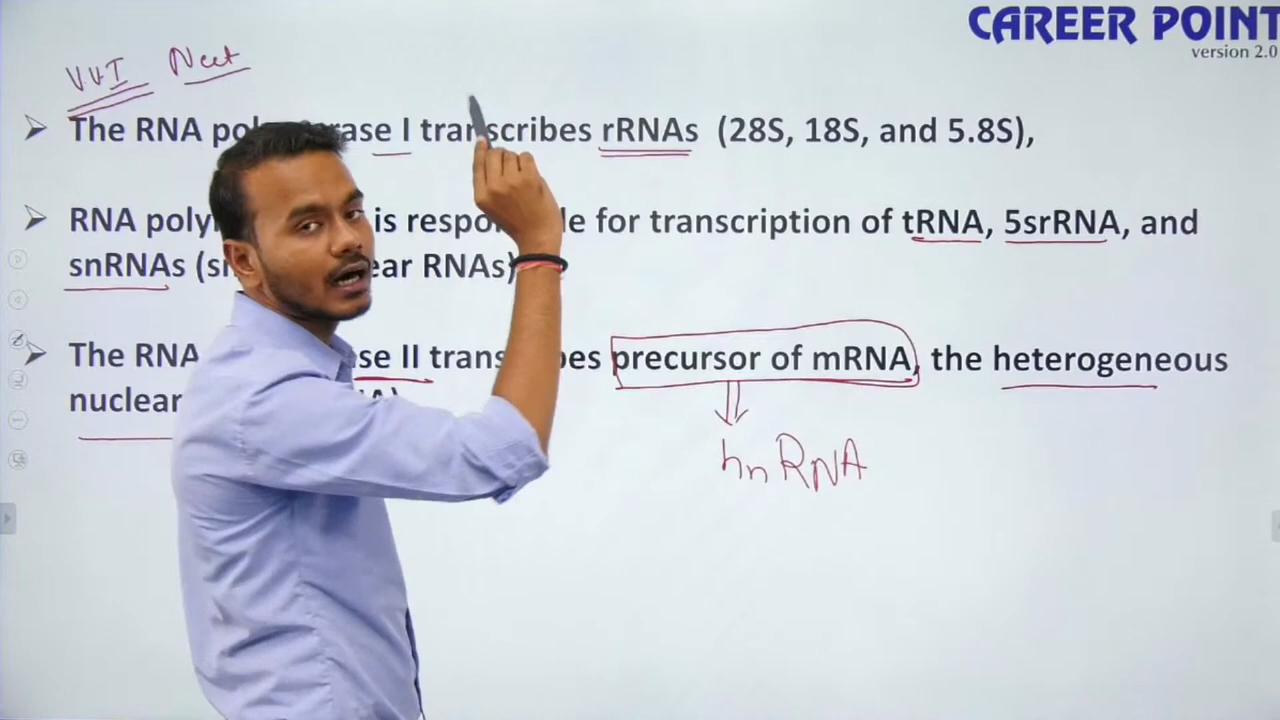 CAREER POINT
version 2.0
VVI Neet
The RNA pol rase I transcribes rRNAs (28S, 18S, and 5.8S),
RNA poly is respo le for transcription of tRNA, 5srRNA, and
snRNAs (s ear RNAs)
The RNA se II trans bes precursor of mRNA, the heterogeneous
nuclear A)
hnRNA